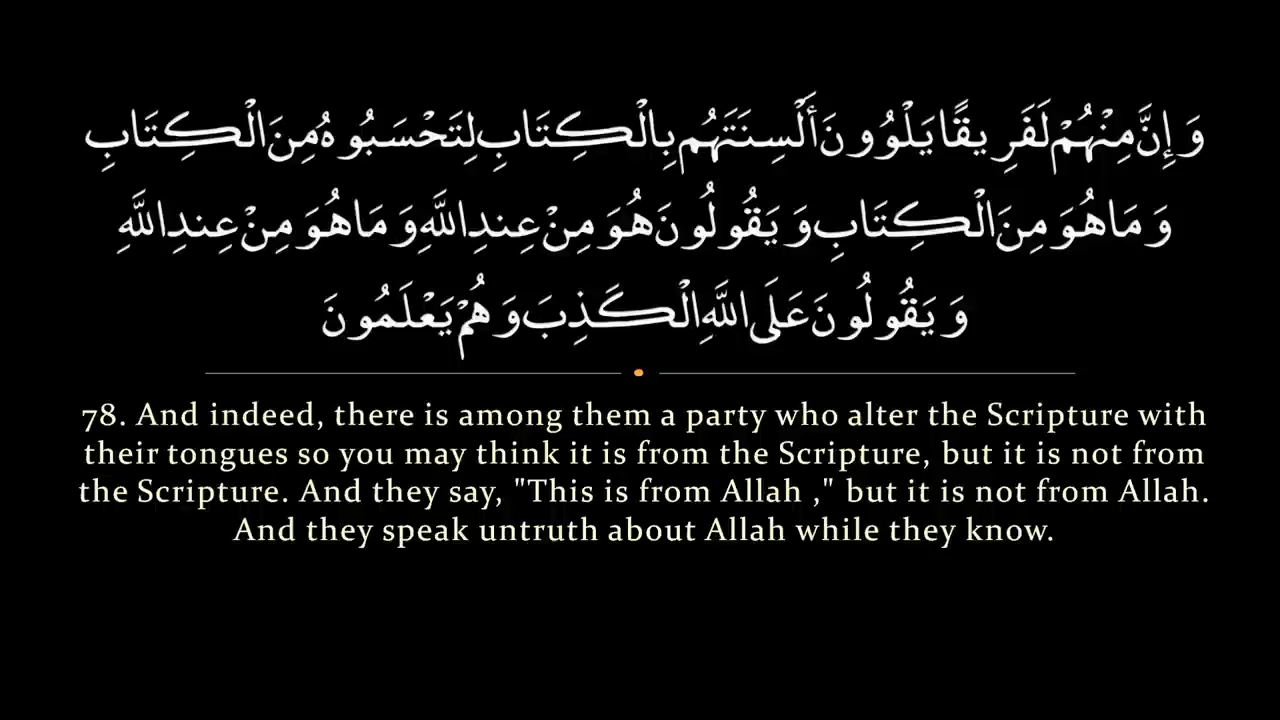 وَإِنَّ مِنْهُمْ لَفَرِيقًا يَلْوُونَ أَلْسِنَتَهُم بِالْكِتَابِ لِتَحْسَبُوهُ مِنَ الْكِتَابِ
وَمَا هُوَ مِنَ الْكِتَابِ وَيَقُولُونَ هُوَ مِنْ عِندِ اللَّهِ وَمَا هُوَ مِنْ عِندِ اللَّهِ
وَيَقُولُونَ عَلَى اللَّهِ الْكَذِبَ وَهُمْ يَعْلَمُونَ
78. And indeed, there is among them a party who alter the Scripture with
their tongues so you may think it is from the Scripture, but it is not from
the Scripture. And they say, "This is from Allah ," but it is not from Allah.
And they speak untruth about Allah while they know.